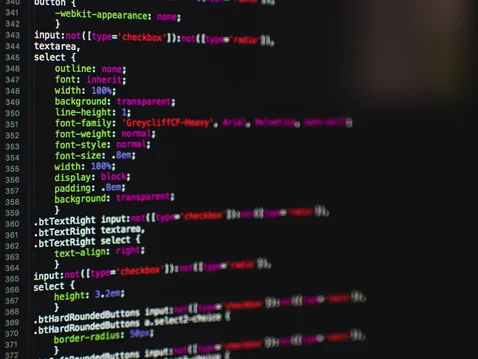 340 button {
341 -webkit-appearance: none;
342 }
343 input:not([type='checkbox']):not([type='radio']),
344 textarea,
345 select {
346 outline: none;
347 font: inherit;
348 width: 100%;
349 background: transparent;
350 line-height: 1;
351 font-family: 'GreycliffCF-Heavy', Arial, Helvetica, sans-serif;
352 font-weight: normal;
353 font-style: normal;
354 font-size: .8em;
355 width: 100%;
356 display: block;
357 padding: .8em;
358 background: transparent;
359 }
360 .btTextRight input:not([type='checkbox']):not([type='radio']),
361 .btTextRight textarea,
362 .btTextRight select {
363 text-align: right;
364 }
365 input:not([type='checkbox']):not([type='radio']),
366 select {
367 height: 3.2em;
368 }
369 .btHardRoundedButtons input:not([type='checkbox']):not([type='radio']),
370 .btHardRoundedButtons a.select2-choice {
371 border-radius: 50px;
372 }